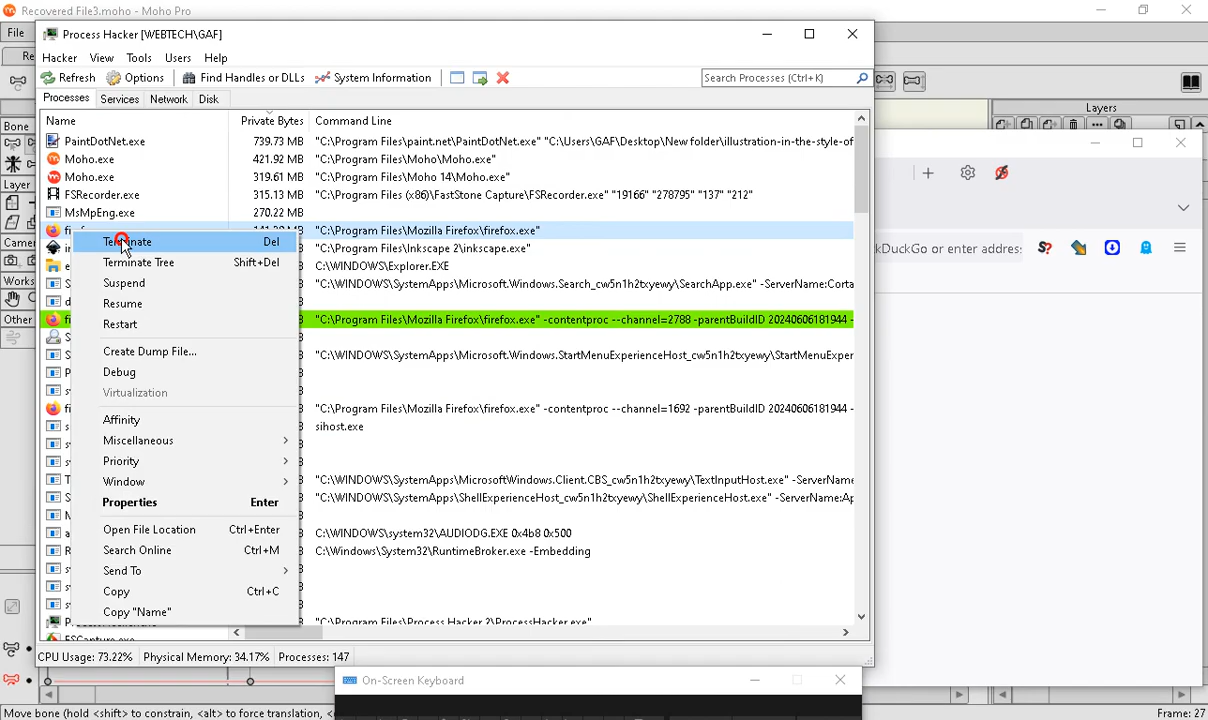 Recovered File3.moho - Moho Pro
File
Process Hacker [WEBTECH\GAF]
Hacker View Tools Users Help
Refresh Options Find Handles or DLLs System Information Search Processes (Ctrl+K)
Processes Services Network Disk
Name Private Bytes Command Line
PaintDotNet.exe 739.73 MB "C:\Program Files\paint.net\PaintDotNet.exe" "C:\Users\GAF\Desktop\New folder\illustration-in-the-style-of
Moho.exe 421.92 MB "C:\Program Files\Moho\Moho.exe"
Moho.exe 319.61 MB "C:\Program Files\Moho 14\Moho.exe"
FSRecorder.exe 315.13 MB "C:\Program Files (x86)\FastStone Capture\FSRecorder.exe" "19166" "278795" "137" "212"
MsMpEng.exe 270.22 MB
"C:\Program Files\Mozilla Firefox\firefox.exe"
"C:\Program Files\Inkscape 2\inkscape.exe"
C:\WINDOWS\Explorer.EXE
"C:\WINDOWS\SystemApps\Microsoft.Windows.Search_cw5n1h2txyewy\SearchApp.exe" -ServerName:Corta
"C:\Program Files\Mozilla Firefox\firefox.exe" -contentproc --channel=2788 -parentBuildID 20240606181944 -
"C:\WINDOWS\SystemApps\Microsoft.Windows.StartMenuExperienceHost_cw5n1h2txyewy\StartMenuExper
"C:\Program Files\Mozilla Firefox\firefox.exe" -contentproc --channel=1692 -parentBuildID 20240606181944 -
sihost.exe
"C:\WINDOWS\SystemApps\MicrosoftWindows.Client.CBS_cw5n1h2txyewy\TextInputHost.exe" -ServerName
"C:\WINDOWS\SystemApps\ShellExperienceHost_cw5n1h2txyewy\ShellExperienceHost.exe" -ServerName:Ap
C:\WINDOWS\system32\AUDIODG.EXE 0x4b8 0x500
C:\Windows\System32\RuntimeBroker.exe -Embedding
"C:\Program Files\Process Hacker 2\ProcessHacker.exe"
FSCapture.exe
Terminate Del
Terminate Tree Shift+Del
Suspend
Resume
Restart
Create Dump File...
Debug
Virtualization
Affinity
Miscellaneous
Priority
Window
Properties Enter
Open File Location Ctrl+Enter
Search Online Ctrl+M
Send To
Copy Ctrl+C
Copy "Name"
CPU Usage: 73.22% Physical Memory: 34.17% Processes: 147
Bone
Layer
Camer
Works
Other
Layers
ckDuckGo or enter address
On-Screen Keyboard
Move bone (hold <shift> to constrain, <alt> to force translation, <
Frame: 27